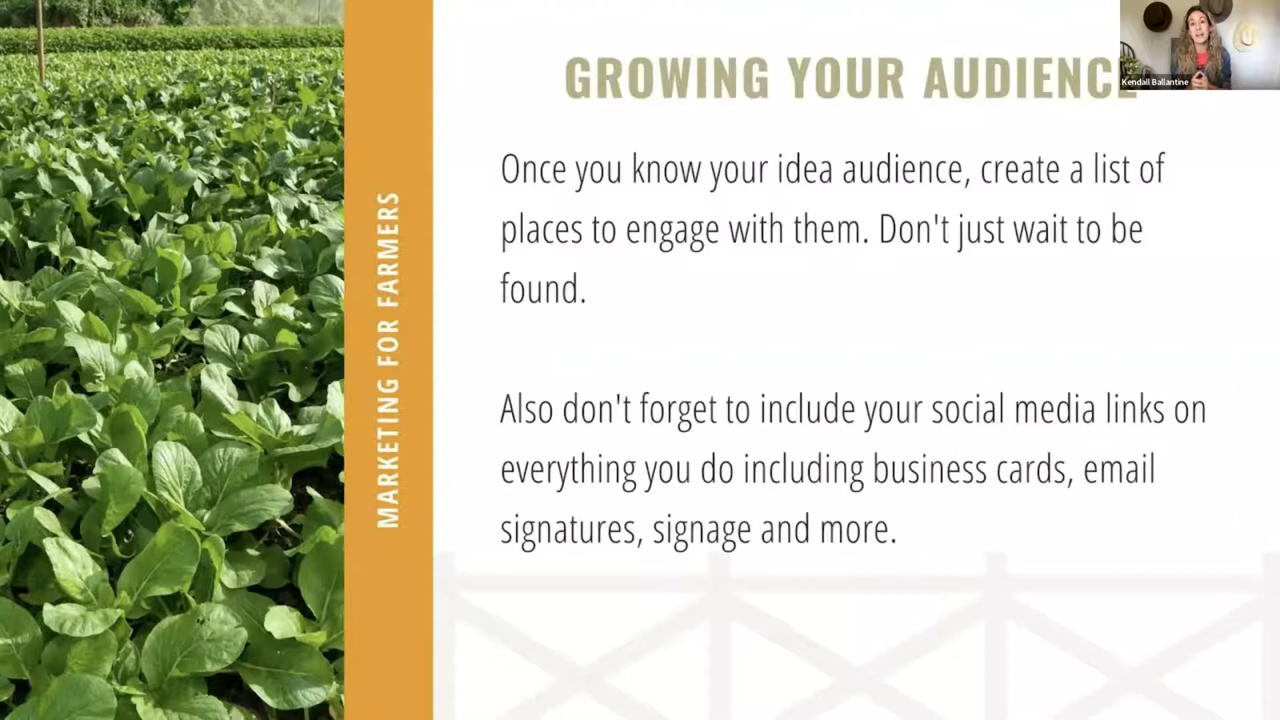 GROWING YOUR AUDIENCE
Kendall Ballantine
Once you know your idea audience, create a list of
places to engage with them. Don't just wait to be
found.
Also don't forget to include your social media links on
everything you do including business cards, email
signatures, signage and more.
MARKETING FOR FARMERS